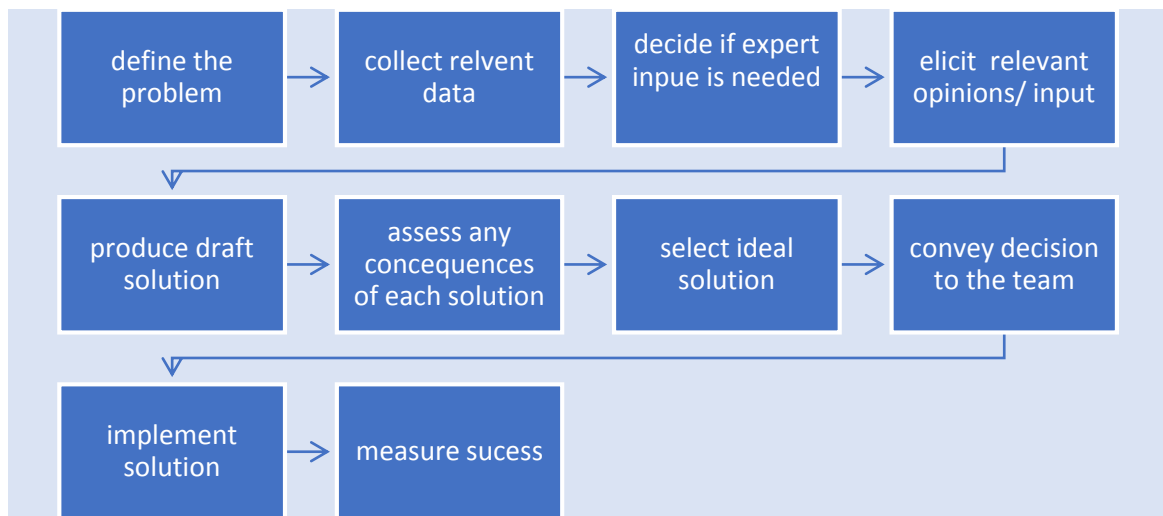 define the
problem
collect relvent
data
decide if expert
inpue is needed
elicit relevant
opinions/ input
produce draft
solution
assess any
concequences
of each solution
select ideal
solution
convey decision
to the team
implement
solution
measure sucess